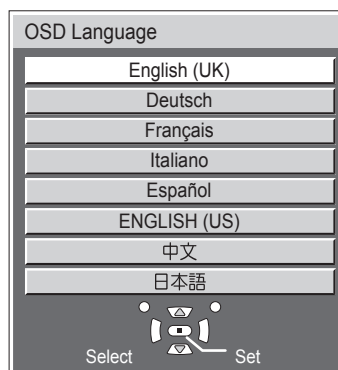 OSD Language
English (UK)
Deutsch
Français
Italiano
Español
ENGLISH (US)
中文
日本語
Select Set